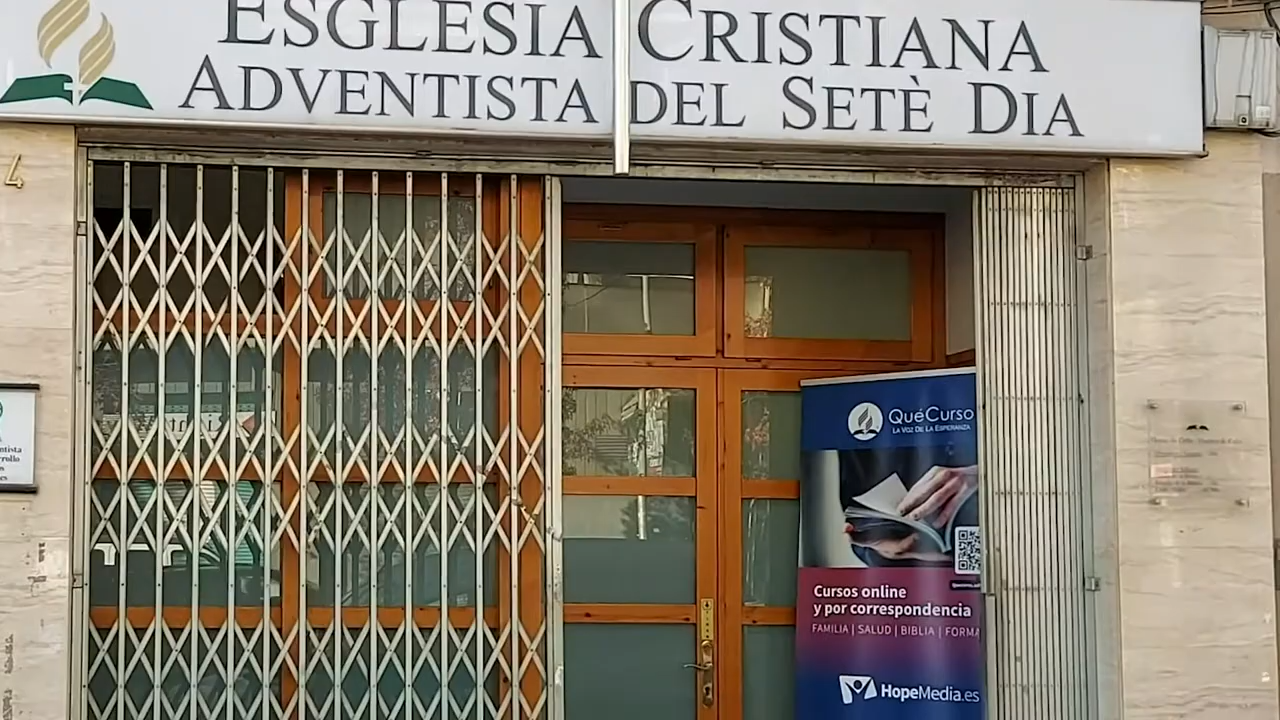 ESGLESIA CRISTIANA
ADVENTISTA DEL SETÈ DIA
4
QuéCurso
LA VOZ DE LA ESPERANZA
Cursos online
y por correspondencia
FAMILIA | SALUD | BIBLIA | FORMA
HopeMedia.es